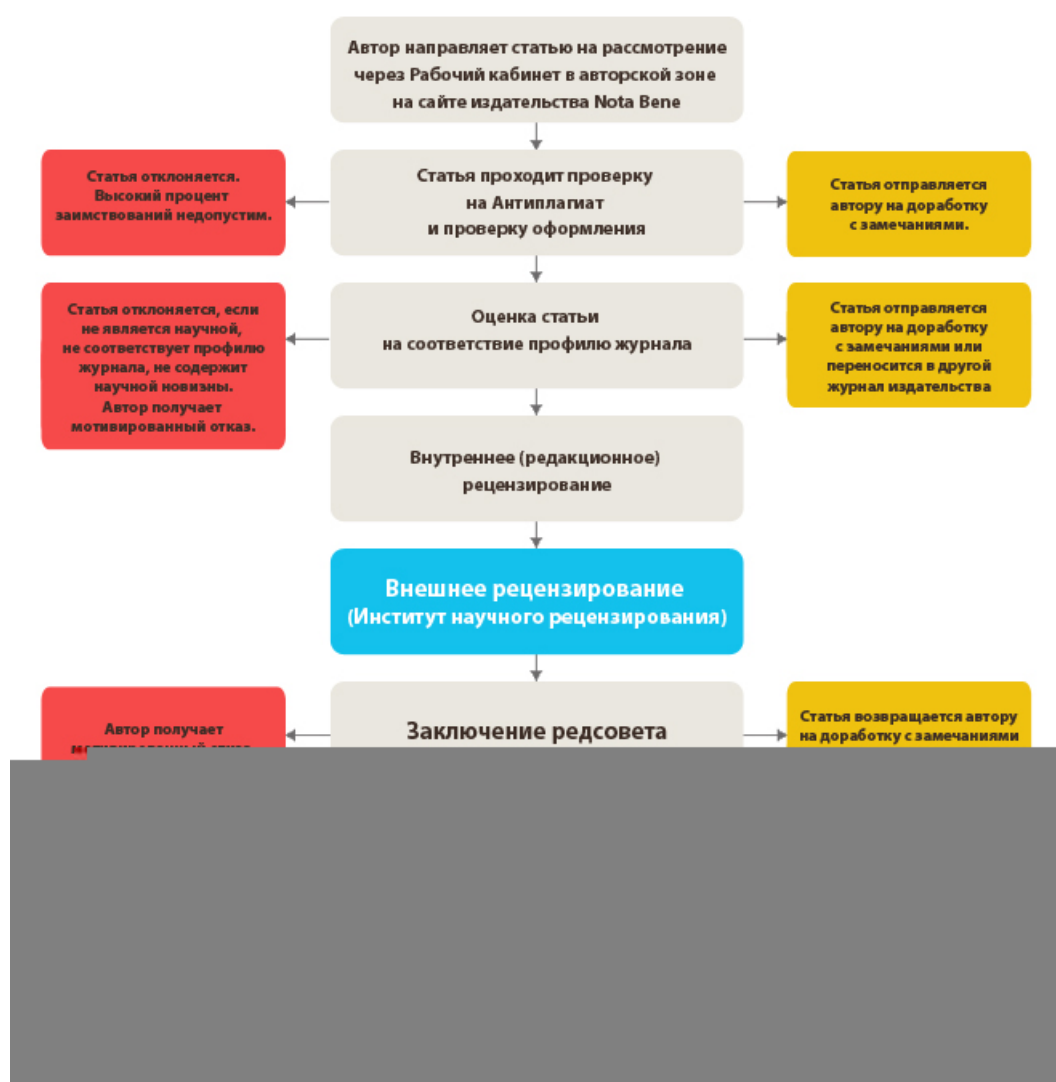 Автор направляет статью на рассмотрение
через Рабочий кабинет в авторской зоне
на сайте издательства Nota Bene
Статья отклоняется.
Высокий процент
заимствований недопустим.
Статья проходит проверку
на Антиплагиат
и проверку оформления
Статья отправляется
автору на доработку
с замечаниями.
Статья отклоняется, если
не является научной,
не соответствует профилю
журнала, не содержит
научной новизны.
Автор получает
мотивированный отказ.
Оценка статьи
на соответствие профилю журнала
Статья отправляется
автору на доработку
с замечаниями или
переносится в другой
журнал издательства
Внутреннее (редакционное)
рецензирование
Внешнее рецензирование
(Институт научного рецензирования)
Автор получает
Заключение редсовета
Статья возвращается автору
на доработку с замечаниями